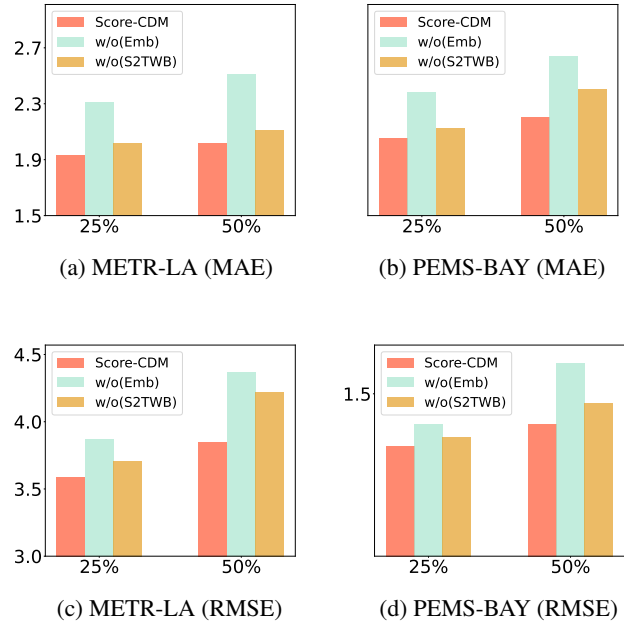 2.7
2.3
1.9
1.5
Score-CDM
w/o(Emb)
w/o(S2TWB)
25%
50%
(a) METR-LA (MAE)
Score-CDM
w/o(Emb)
w/o(S2TWB)
25%
50%
(b) PEMS-BAY (MAE)
4.5
4.0
3.5
3.0
Score-CDM
w/o(Emb)
w/o(S2TWB)
25%
50%
(c) METR-LA (RMSE)
1.5
Score-CDM
w/o(Emb)
w/o(S2TWB)
25%
50%
(d) PEMS-BAY (RMSE)